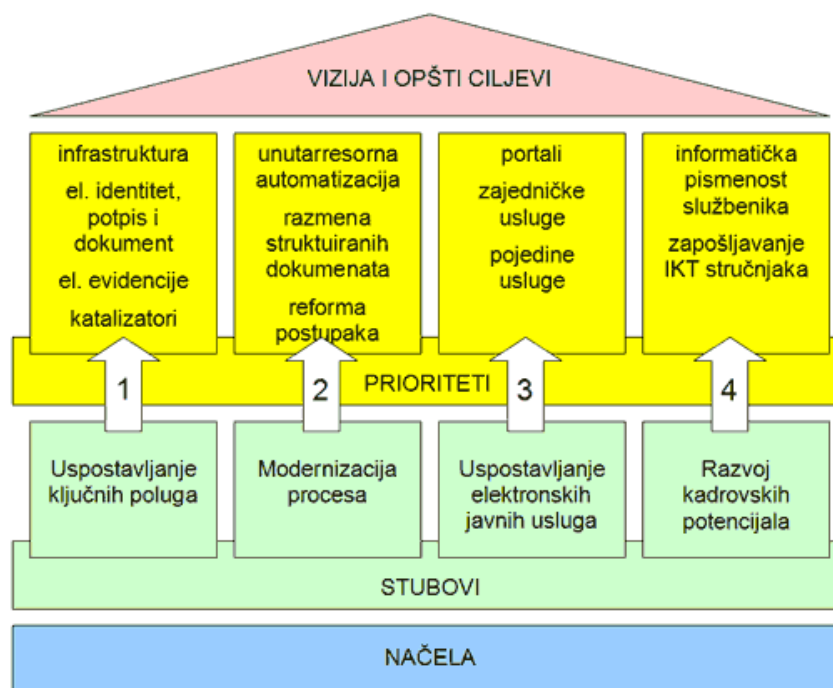 VIZIJA I OPŠTI CILJEVI
infrastruktura
el. identitet,
potpis i
dokument
el. evidencije
katalizatori
unutarresorna
automatizacija
razmena
struktuiranih
dokumenata
reforma
postupaka
portali
zajedničke
usluge
pojedine
usluge
informatička
pismenost
službenika
zapošljavanje
IKT stručnjaka
PRIORITETI
1
2
3
4
Uspostavljanje
ključnih poluga
Modernizacija
procesa
Uspostavljanje
elektronskih
javnih usluga
Razvoj
kadrovskih
potencijala
STUBOVI
NAČELA